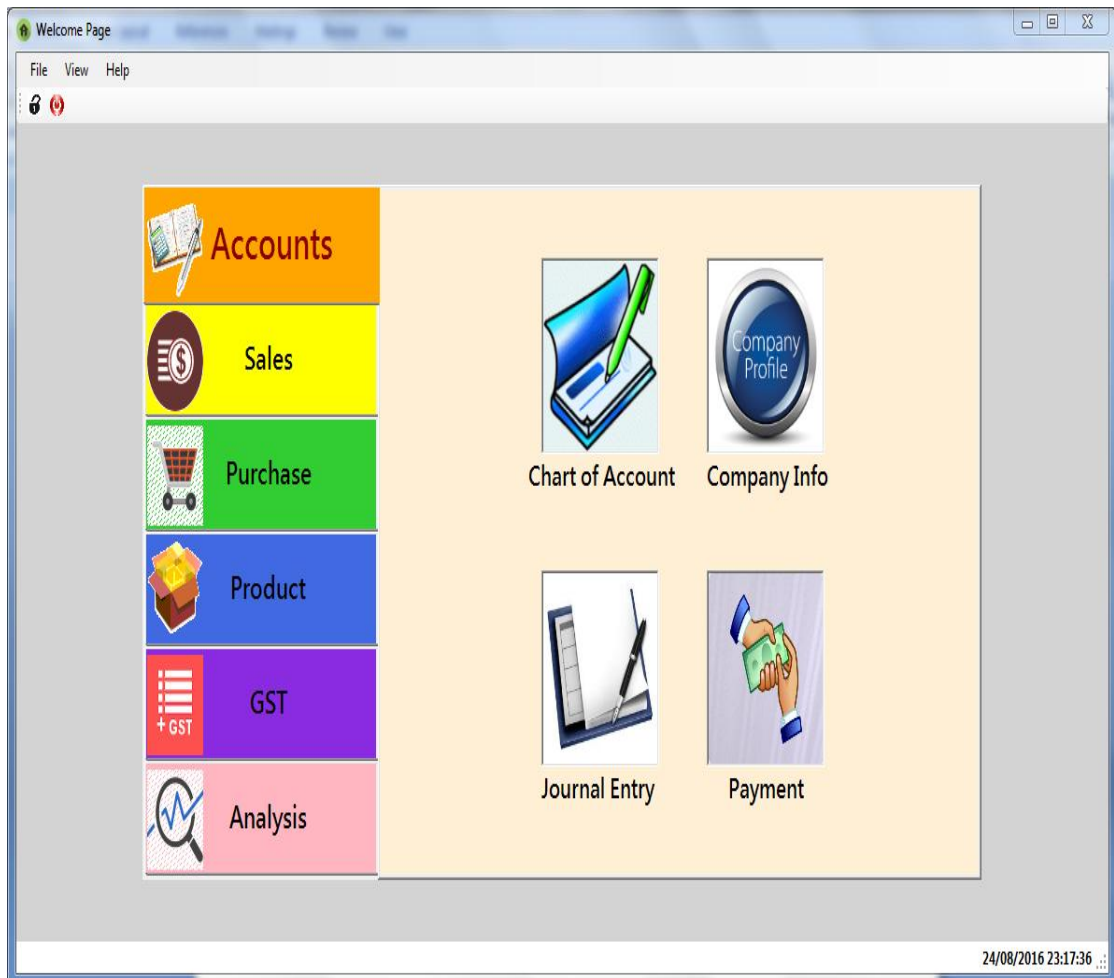 Welcome Page
File View Help
Accounts
Sales
Purchase
Product
+ GST
GST
Analysis
Company
Profile
Chart of Account
Company Info
Journal Entry
Payment
24/08/2016 23:17:36